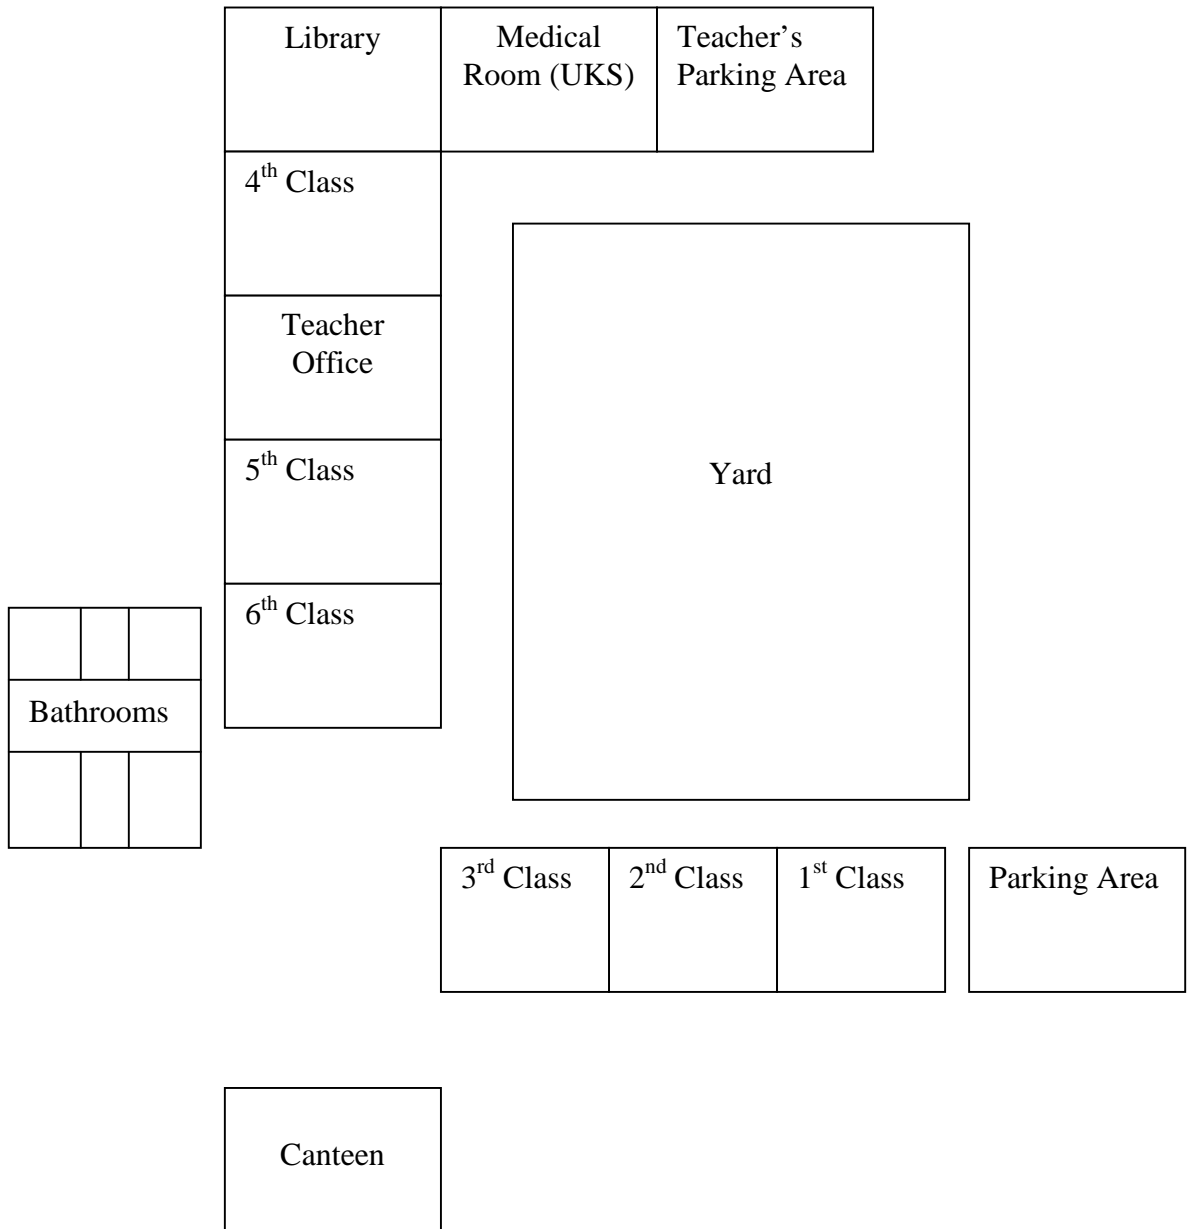 Library
Medical
Room (UKS)
Teacher’s
Parking Area
4th Class
Teacher
Office
5th Class
Yard
6th Class
Bathrooms
3rd Class
2nd Class
1st Class
Parking Area
Canteen